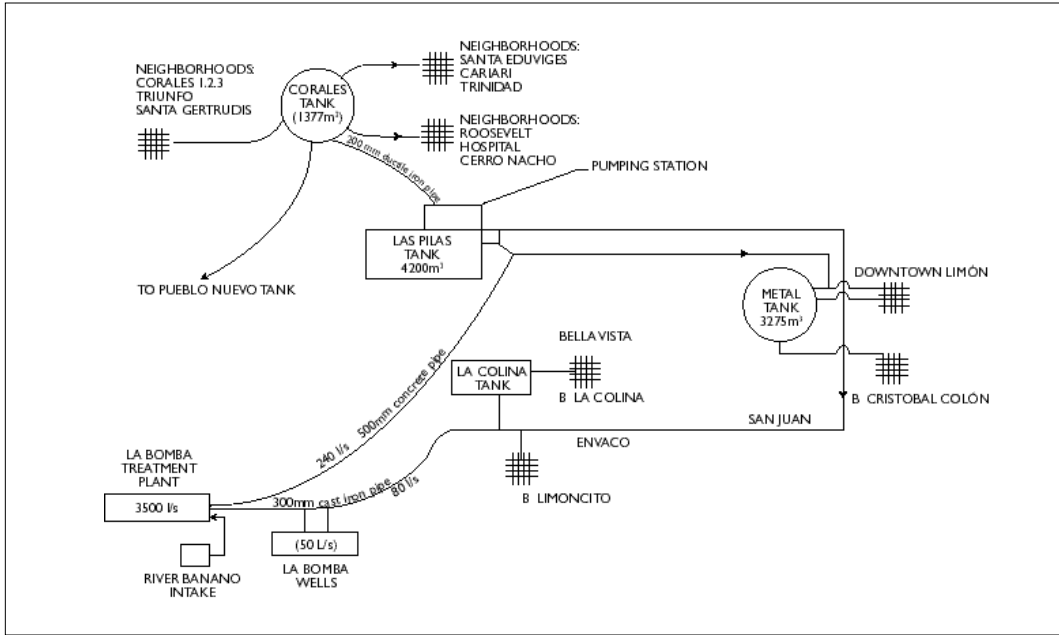 NEIGHBORHOODS:
SANTA EDUVIGES
CARIARI
TRINIDAD
NEIGHBORHOODS:
CORALES 1.2.3
TRIUNFO
SANTA GERTRUDIS
CORALES
TANK
(1377m³)
NEIGHBORHOODS:
ROOSEVELT
HOSPITAL
CERRO NACHO
200 mm ductile iron pipe
PUMPING STATION
LAS PILAS
TANK
4200m³
TO PUEBLO NUEVO TANK
DOWNTOWN LIMÓN
METAL
TANK
3275m³
BELLAVISTA
LA COLINA
TANK
B LA COLINA
B CRISTOBAL COLÓN
SAN JUAN
ENVACO
240 l/s 500mm concrete pipe
B LIMONCITO
LA BOMBA
TREATMENT
PLANT
3500 l/s
300mm cast iron pipe 80 l/s
(50 L/s)
LA BOMBA
WELLS
RIVER BANANO
INTAKE